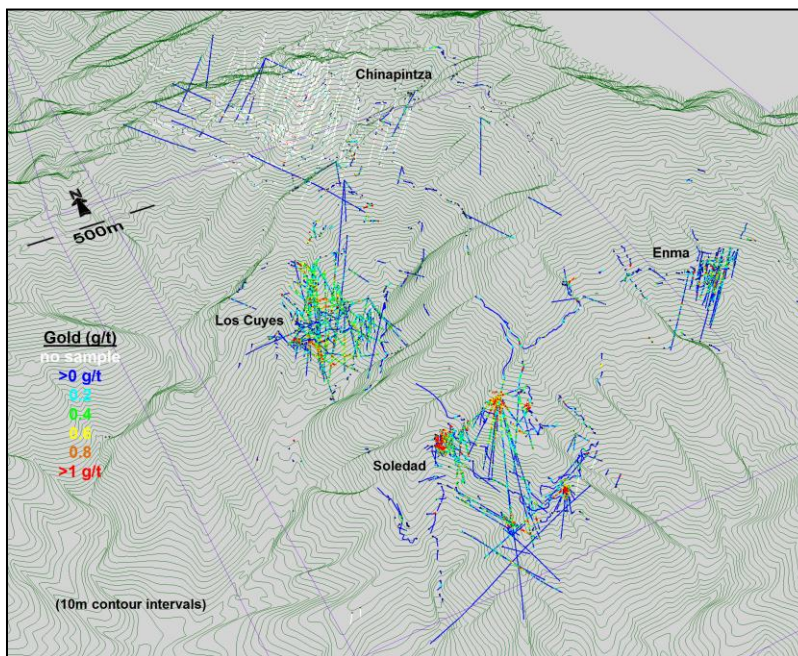 Chinapintza
N
500m
Enma
Los Cuyes
Gold (g/t)
no sample
>0 g/t
0.2
0.4
0.6
0.8
>1 g/t
Soledad
(10m contour intervals)